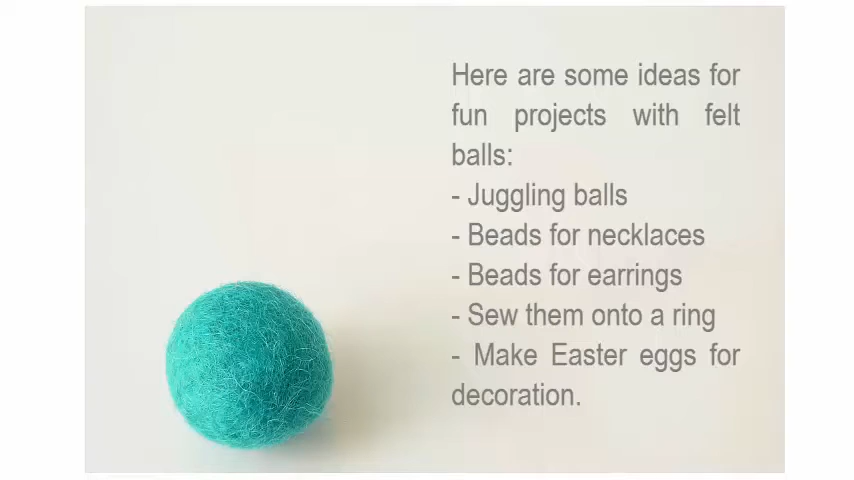 Here are some ideas for
fun projects with felt
balls:
- Juggling balls
- Beads for necklaces
- Beads for earrings
- Sew them onto a ring
- Make Easter eggs for
decoration.